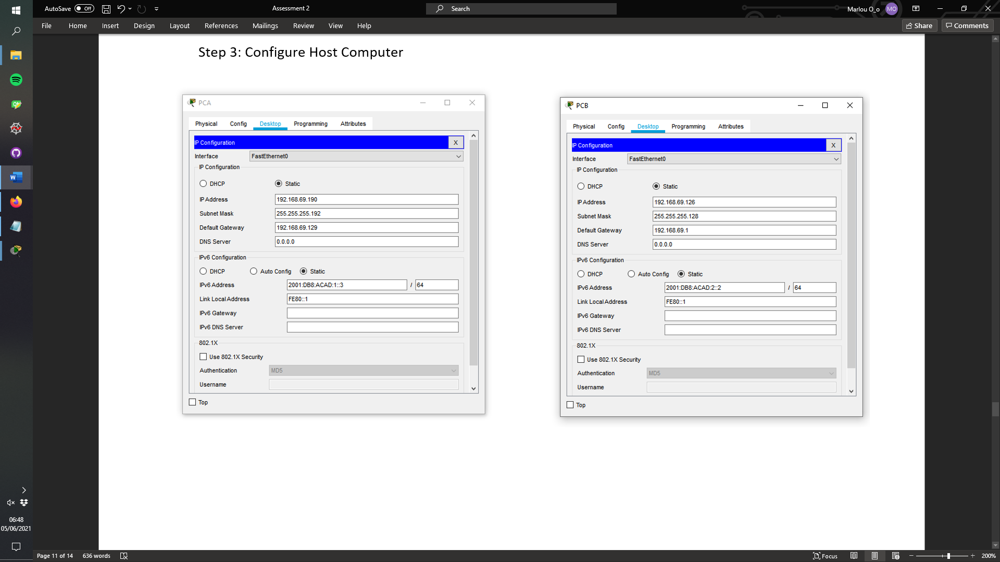 AutoSave Off Assessment 2 Search Marlou O_o MO
File Home Insert Design Layout References Mailings Review View Help Share Comments
Step 3: Configure Host Computer
PCA
Physical Config Desktop Programming Attributes
IP Configuration X
Interface FastEthernet0
IP Configuration
DHCP Static
IP Address 192.168.69.190
Subnet Mask 255.255.255.192
Default Gateway 192.168.69.129
DNS Server 0.0.0.0
IPv6 Configuration
DHCP Auto Config Static
IPv6 Address 2001:DB8:ACAD:1::3 / 64
Link Local Address FE80::1
IPv6 Gateway
IPv6 DNS Server
802.1X
Use 802.1X Security
Authentication MD5
Username
Top
PCB
Physical Config Desktop Programming Attributes
IP Configuration X
Interface FastEthernet0
IP Configuration
DHCP Static
IP Address 192.168.69.126
Subnet Mask 255.255.255.128
Default Gateway 192.168.69.1
DNS Server 0.0.0.0
IPv6 Configuration
DHCP Auto Config Static
IPv6 Address 2001:DB8:ACAD:2::2 / 64
Link Local Address FE80::1
IPv6 Gateway
IPv6 DNS Server
802.1X
Use 802.1X Security
Authentication MD5
Username
Top
06:48
05/06/2021
Page 11 of 14 636 words Focus 200%